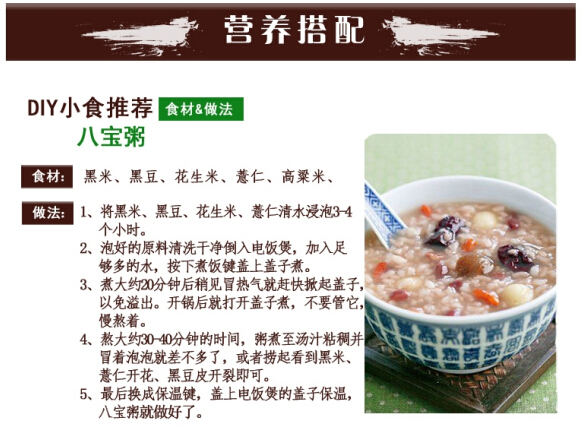 营养搭配
DIY小食推荐 食材&做法
八宝粥
食材： 黑米、黑豆、花生米、薏仁、高粱米、
做法： 1、将黑米、黑豆、花生米、薏仁清水浸泡3-4
个小时。
2、泡好的原料清洗干净倒入电饭煲，加入足
够多的水，按下煮饭键盖上盖子煮。
3、煮大约20分钟后稍见冒热气就赶快掀起盖子，
以免溢出。开锅后就打开盖子煮，不要管它，
慢熬着。
4、熬大约30-40分钟的时间，粥煮至汤汁粘稠并
冒着泡泡就差不多了，或者捞起看到黑米、
薏仁开花、黑豆皮开裂即可。
5、最后换成保温键，盖上电饭煲的盖子保温，
八宝粥就做好了。